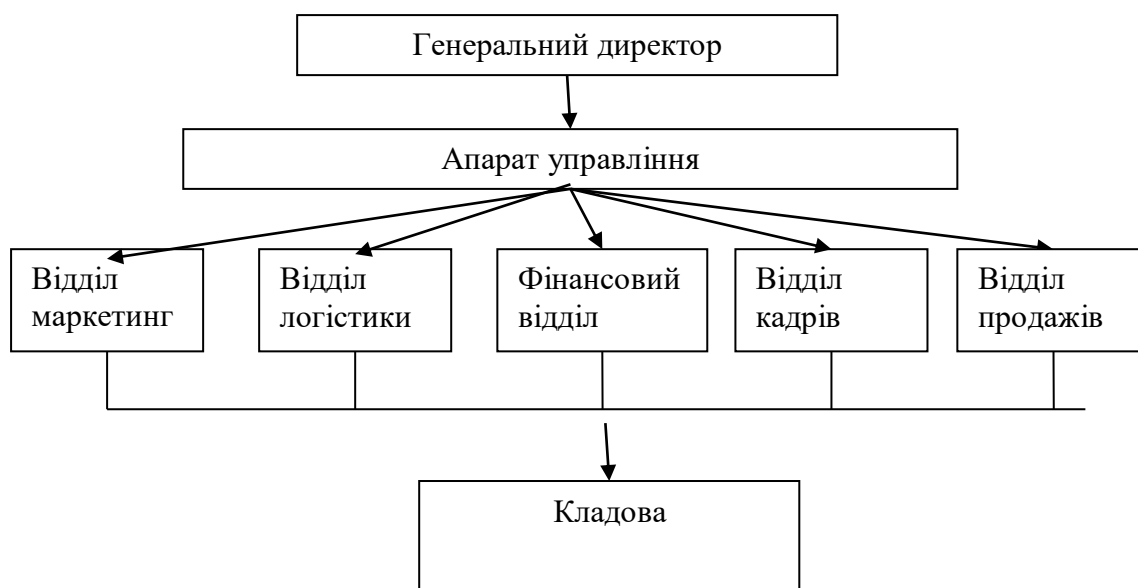 Генеральний директор
Апарат управління
Відділ
маркетинг
Відділ
логістики
Фінансовий
відділ
Відділ
кадрів
Відділ
продажів
Кладова